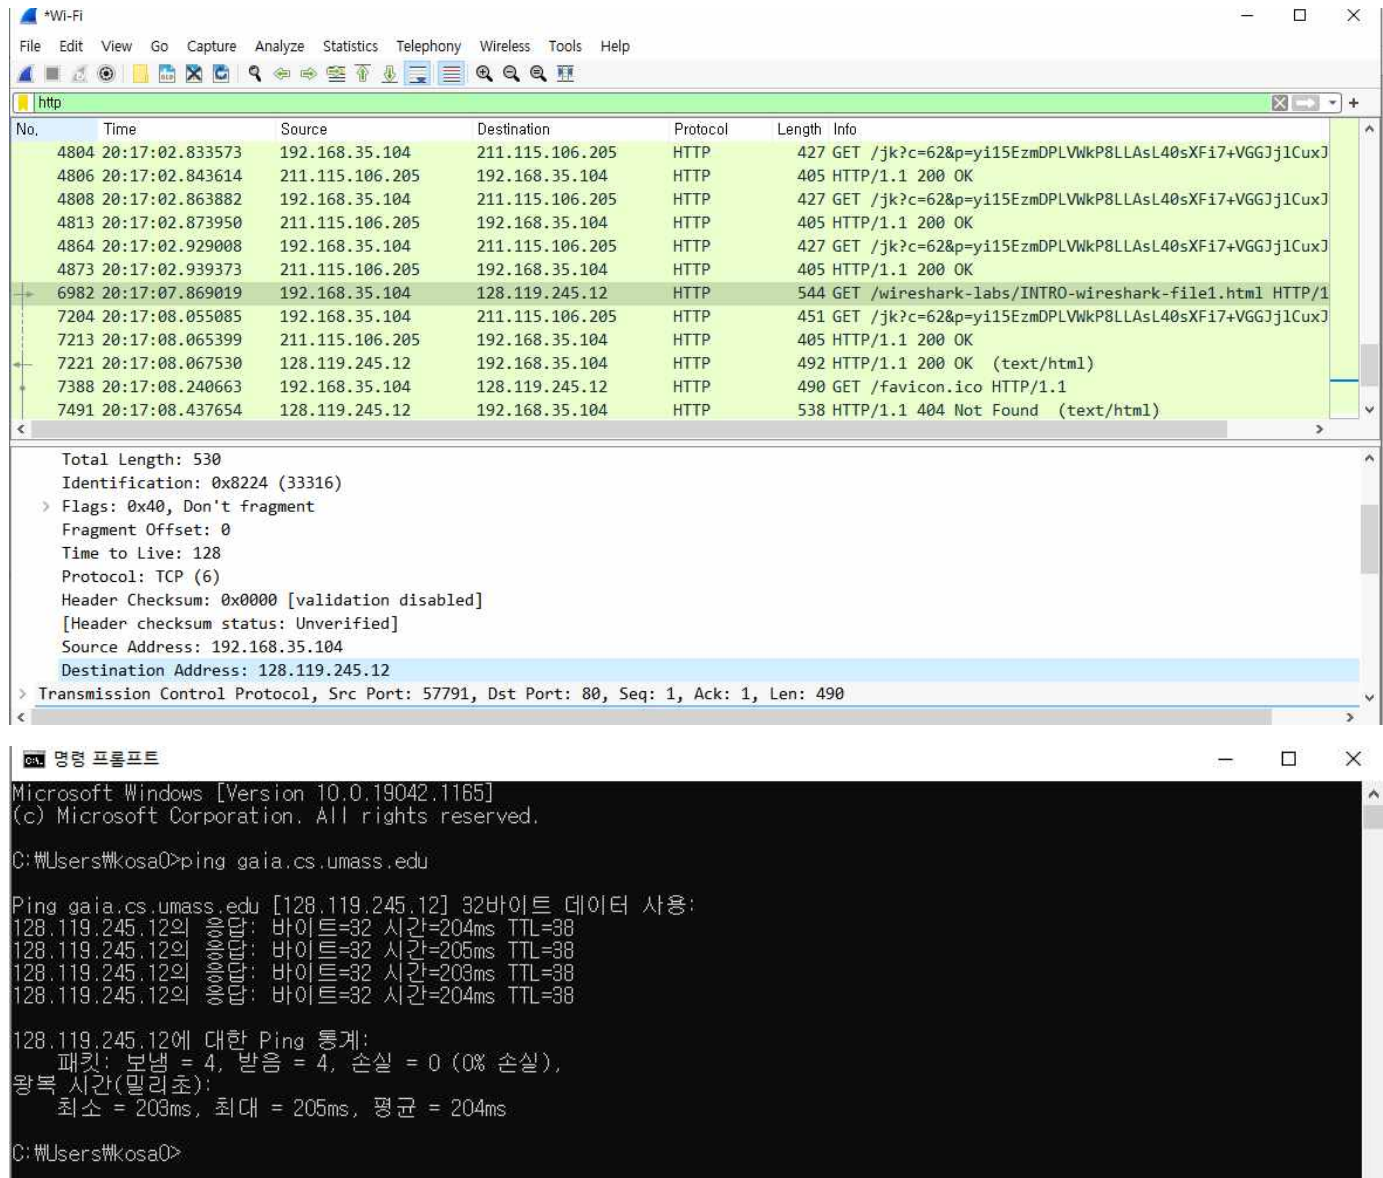 *Wi-Fi
File Edit View Go Capture Analyze Statistics Telephony Wireless Tools Help
http
No. Time Source Destination Protocol Length Info
4804 20:17:02.833573 192.168.35.104 211.115.106.205 HTTP 427 GET /jk?c=62&p=yi15EzmDPLVWkP8LLAsL40sXFi7+VGGJjlCuxJ
4806 20:17:02.843614 211.115.106.205 192.168.35.104 HTTP 405 HTTP/1.1 200 OK
4808 20:17:02.863882 192.168.35.104 211.115.106.205 HTTP 427 GET /jk?c=62&p=yi15EzmDPLVWkP8LLAsL40sXFi7+VGGJjlCuxJ
4813 20:17:02.873950 211.115.106.205 192.168.35.104 HTTP 405 HTTP/1.1 200 OK
4864 20:17:02.929008 192.168.35.104 211.115.106.205 HTTP 427 GET /jk?c=62&p=yi15EzmDPLVWkP8LLAsL40sXFi7+VGGJjlCuxJ
4873 20:17:02.939373 211.115.106.205 192.168.35.104 HTTP 405 HTTP/1.1 200 OK
6982 20:17:07.869019 192.168.35.104 128.119.245.12 HTTP 544 GET /wireshark-labs/INTRO-wireshark-file1.html HTTP/1
7204 20:17:08.055085 192.168.35.104 211.115.106.205 HTTP 451 GET /jk?c=62&p=yi15EzmDPLVWkP8LLAsL40sXFi7+VGGJjlCuxJ
7213 20:17:08.065399 211.115.106.205 192.168.35.104 HTTP 405 HTTP/1.1 200 OK
7221 20:17:08.067530 128.119.245.12 192.168.35.104 HTTP 492 HTTP/1.1 200 OK (text/html)
7388 20:17:08.240663 192.168.35.104 128.119.245.12 HTTP 490 GET /favicon.ico HTTP/1.1
7491 20:17:08.437654 128.119.245.12 192.168.35.104 HTTP 538 HTTP/1.1 404 Not Found (text/html)
Total Length: 530
Identification: 0x8224 (33316)
Flags: 0x40, Don't fragment
Fragment Offset: 0
Time to Live: 128
Protocol: TCP (6)
Header Checksum: 0x0000 [validation disabled]
[Header checksum status: Unverified]
Source Address: 192.168.35.104
Destination Address: 128.119.245.12
Transmission Control Protocol, Src Port: 57791, Dst Port: 80, Seq: 1, Ack: 1, Len: 490
명령 프롬프트
Microsoft Windows [Version 10.0.19042.1165]
(c) Microsoft Corporation. All rights reserved.
C:₩Users₩kosa0>ping gaia.cs.umass.edu
Ping gaia.cs.umass.edu [128.119.245.12] 32바이트 데이터 사용:
128.119.245.12의 응답: 바이트=32 시간=204ms TTL=38
128.119.245.12의 응답: 바이트=32 시간=205ms TTL=38
128.119.245.12의 응답: 바이트=32 시간=203ms TTL=38
128.119.245.12의 응답: 바이트=32 시간=204ms TTL=38
128.119.245.12에 대한 Ping 통계:
패킷: 보냄 = 4, 받음 = 4, 손실 = 0 (0% 손실),
왕복 시간(밀리초):
최소 = 203ms, 최대 = 205ms, 평균 = 204ms
C:₩Users₩kosa0>